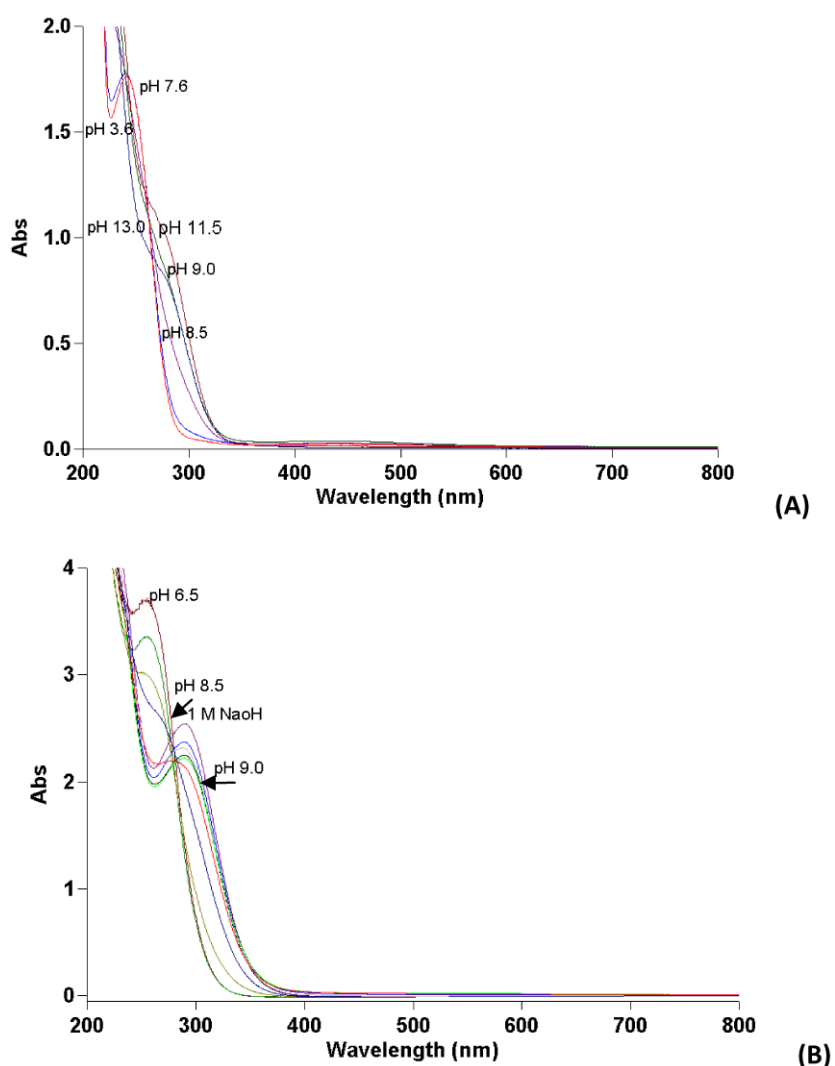 2.0
pH 7.6
1.5
pH 3.6
Abs
1.0
pH 13.0
pH 11.5
pH 9.0
0.5
pH8.5
0.0
200 300 400 500 600 700 800
Wavelength (nm)
(A)
4
pH 6.5
3
pH 8.5
1 M NaoH
Abs
2
pH 9.0
1
0
200 300 400 500 600 700 800
Wavelength (nm)
(B)